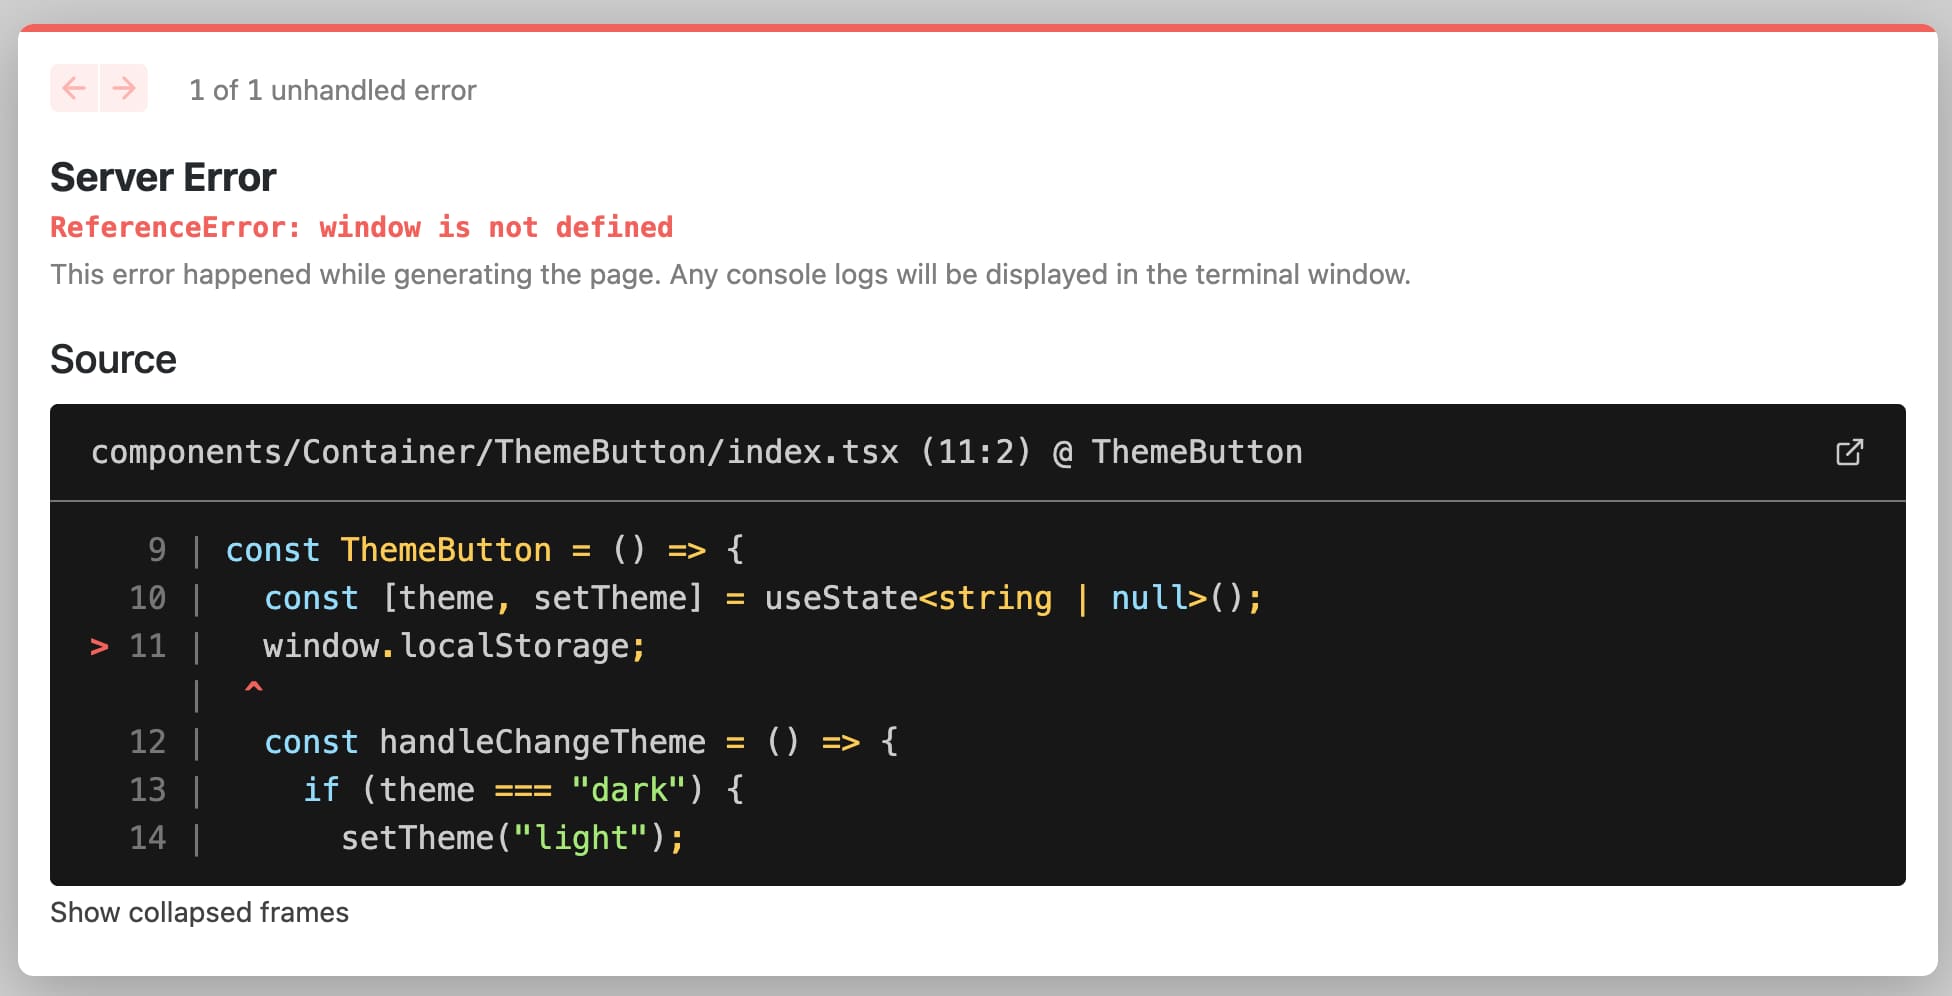 1 of 1 unhandled error
Server Error
ReferenceError: window is not defined
This error happened while generating the page. Any console logs will be displayed in the terminal window.
Source
components/Container/ThemeButton/index.tsx (11:2) @ ThemeButton
   9 | const ThemeButton = () => {
  10 |   const [theme, setTheme] = useState<string | null>();
> 11 |   window.localStorage;
     |  ^
  12 |   const handleChangeTheme = () => {
  13 |     if (theme === "dark") {
  14 |       setTheme("light");
Show collapsed frames